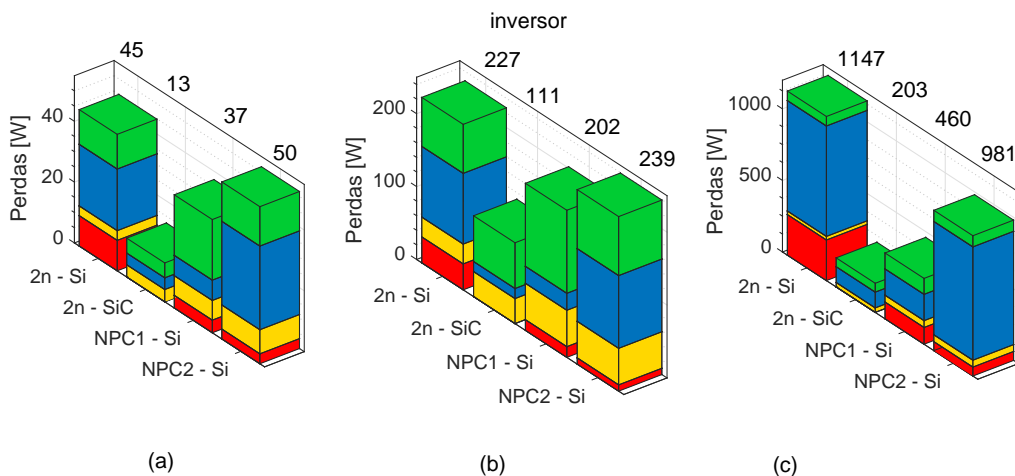 inversor
45
13
37
50
Perdas [W]
40
20
0
2n - Si
2n - SiC
NPC1 - Si
NPC2 - Si
(a)
227
111
202
239
Perdas [W]
200
100
0
2n - Si
2n - SiC
NPC1 - Si
NPC2 - Si
(b)
1147
203
460
981
Perdas [W]
1000
500
0
2n - Si
2n - SiC
NPC1 - Si
NPC2 - Si
(c)